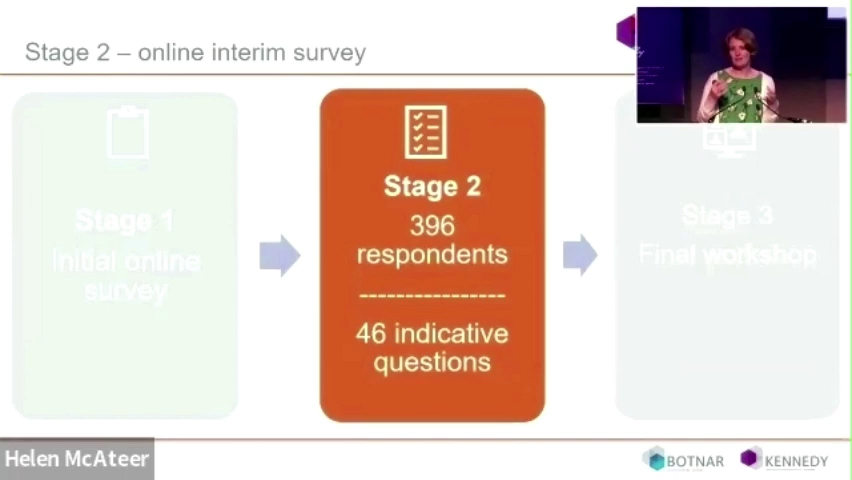 Stage 2 – online interim survey
Stage 1
Initial online
survey
Stage 2
396
respondents
----------------
46 indicative
questions
Stage 3
Final workshop
Helen McAteer
BOTNAR
KENNEDY